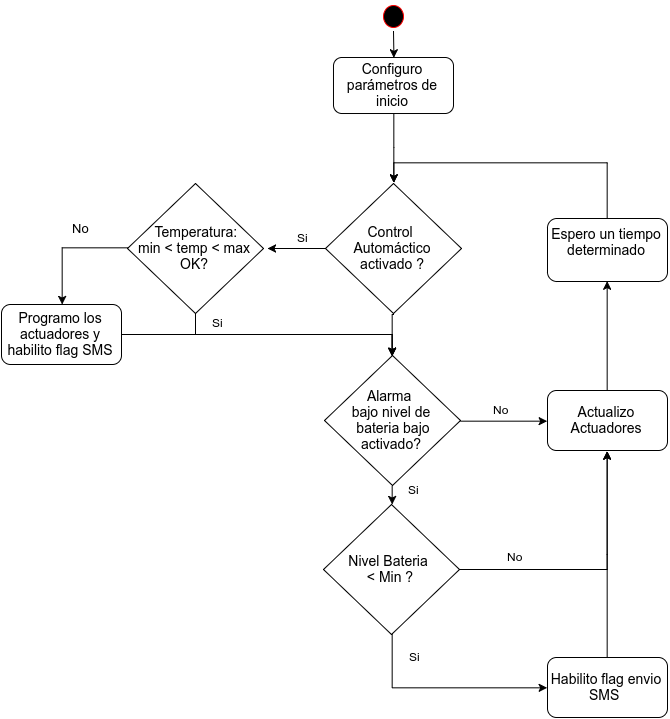 Configuro
parámetros de
inicio
Control
Automáctico
activado ?
Si
Temperatura:
min < temp < max
OK?
No
Programo los
actuadores y
habilito flag SMS
Si
Espero un tiempo
determinado
Alarma
bajo nivel de
bateria bajo
activado?
No
Actualizo
Actuadores
Si
Nivel Bateria
< Min ?
No
Si
Habilito flag envio
SMS